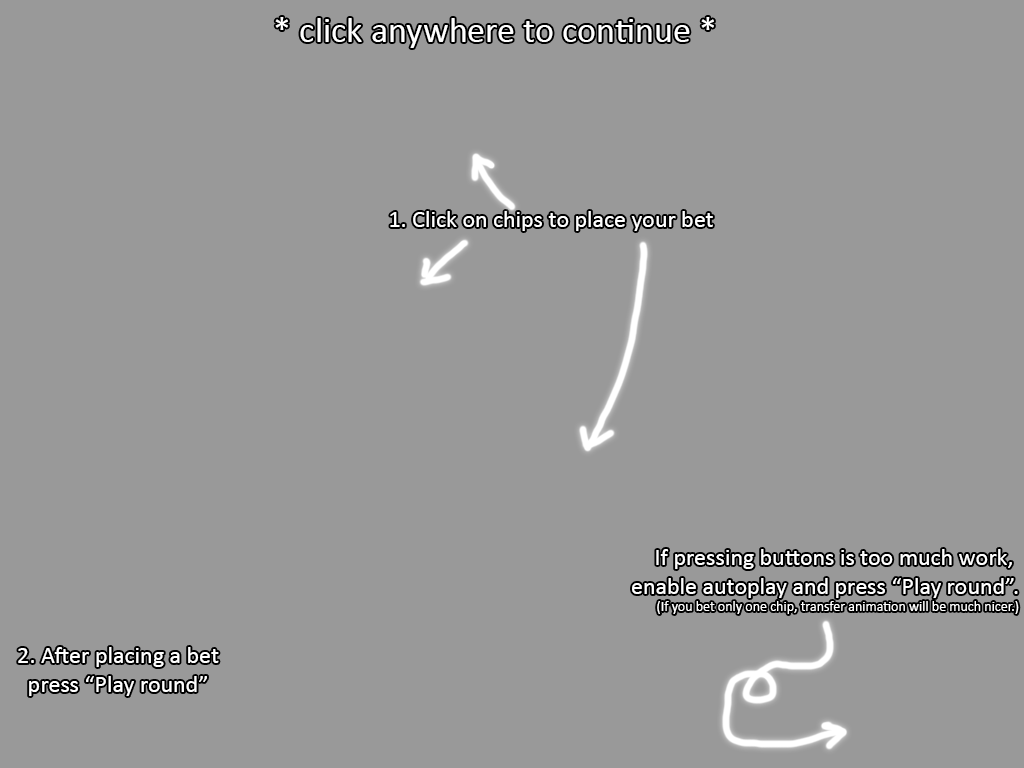 * click anywhere to continue *
1. Click on chips to place your bet
If pressing buttons is too much work,
enable autoplay and press “Play round”.
(If you bet only one chip, transfer animation will be much nicer.)
2. After placing a bet
press “Play round”